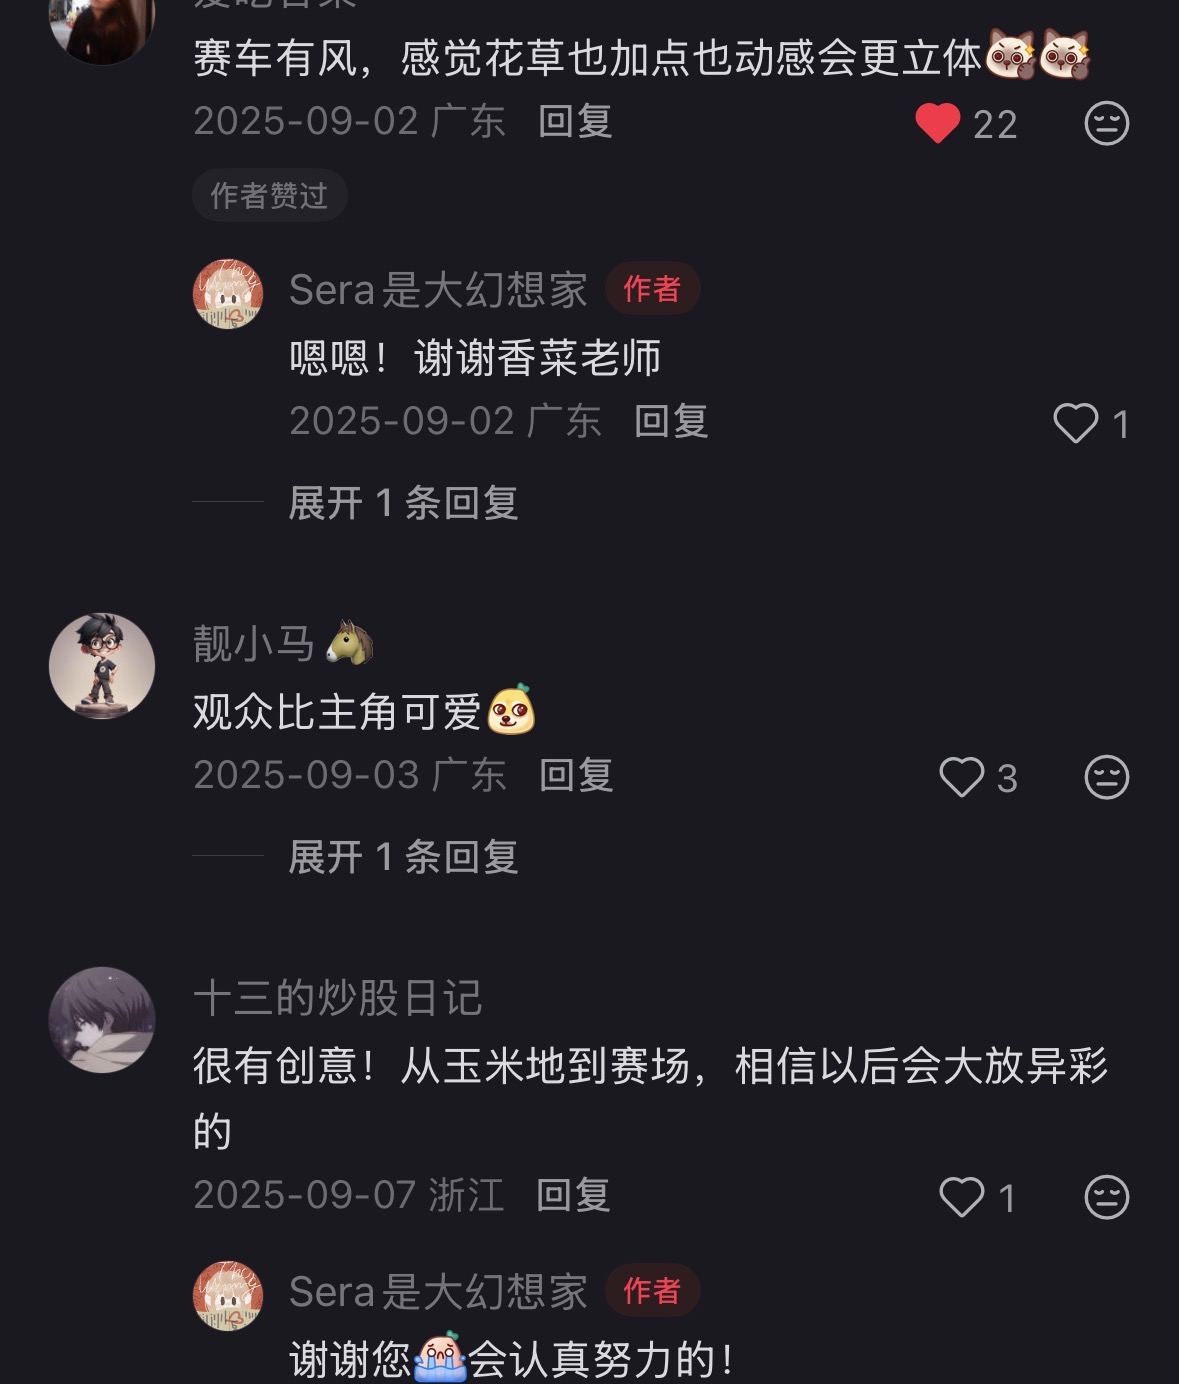 赛车有风，感觉花草也加点也动感会更立体
2025-09-02 广东 回复 22
作者赞过
Sera是大幻想家 作者
嗯嗯！谢谢香菜老师
2025-09-02 广东 回复 1
展开 1 条回复
靓小马
观众比主角可爱
2025-09-03 广东 回复 3
展开 1 条回复
十三的炒股日记
很有创意！从玉米地到赛场，相信以后会大放异彩
的
2025-09-07 浙江 回复 1
Sera是大幻想家 作者
谢谢您会认真努力的！